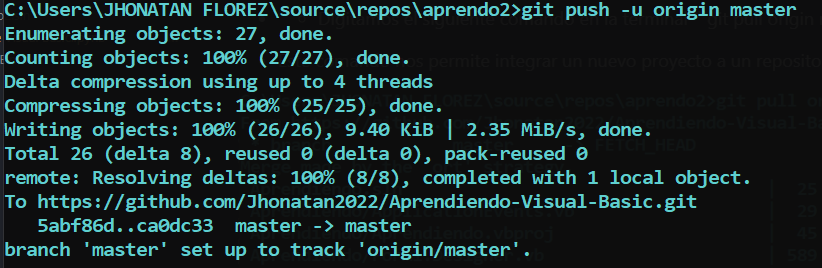 C:\Users\JHONATAN FLOREZ\source\repos\aprendo2>git push -u origin master
Enumerating objects: 27, done.
Counting objects: 100% (27/27), done.
Delta compression using up to 4 threads
Compressing objects: 100% (25/25), done.
Writing objects: 100% (26/26), 9.40 KiB | 2.35 MiB/s, done.
Total 26 (delta 8), reused 0 (delta 0), pack-reused 0
remote: Resolving deltas: 100% (8/8), completed with 1 local object.
To https://github.com/Jhonatan2022/Aprendiendo-Visual-Basic.git
5abf86d..ca0dc33 master -> master
branch 'master' set up to track 'origin/master'.